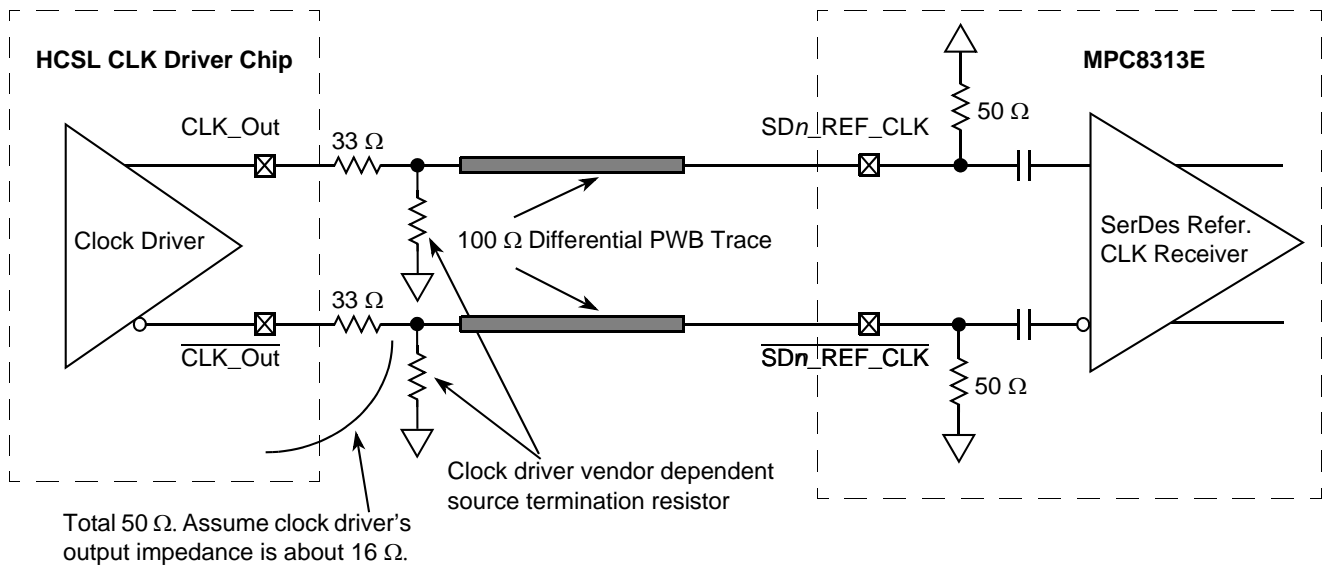 HCSL CLK Driver Chip
MPC8313E
50 Ω
CLK_Out
33 Ω
SDn_REF_CLK
Clock Driver
100 Ω Differential PWB Trace
SerDes Refer.
CLK Receiver
33 Ω
CLK_Out
SDn_REF_CLK
50 Ω
Clock driver vendor dependent
source termination resistor
Total 50 Ω. Assume clock driver's
output impedance is about 16 Ω.